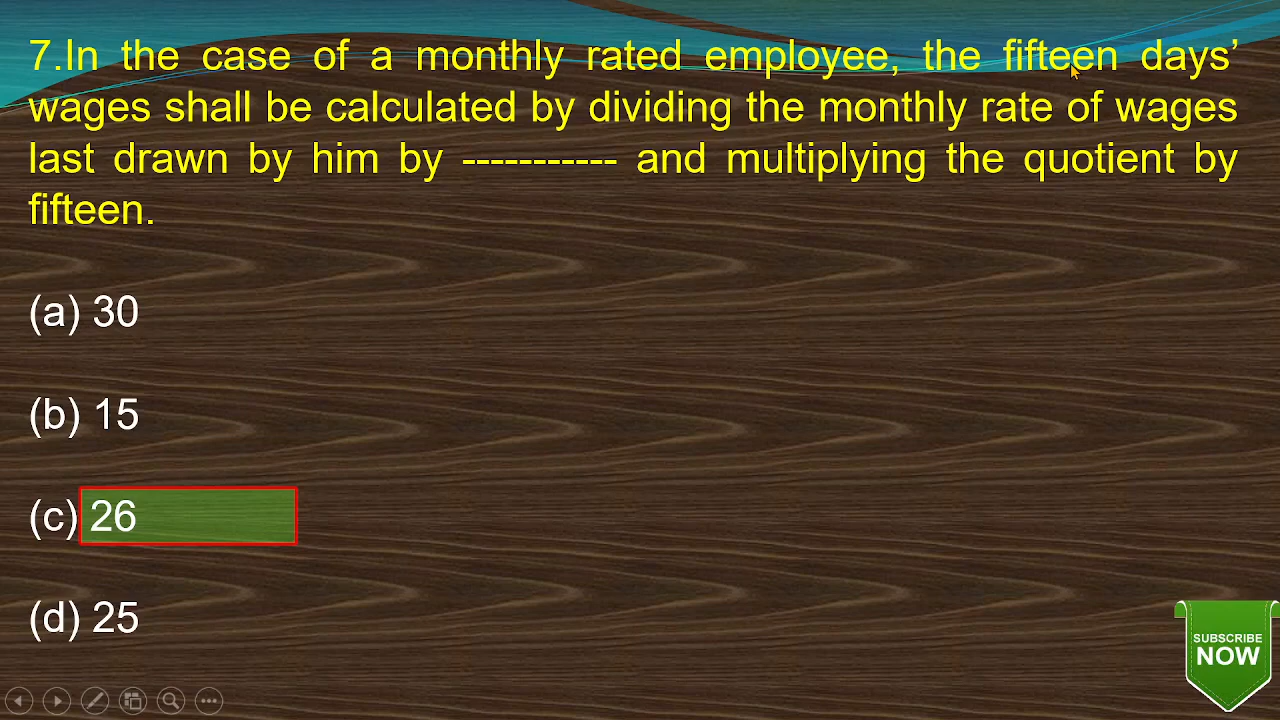 7.In the case of a monthly rated employee, the fifteen days’
wages shall be calculated by dividing the monthly rate of wages
last drawn by him by ----------- and multiplying the quotient by
fifteen.
(a) 30
(b) 15
(c) 26
(d) 25
SUBSCRIBE
NOW